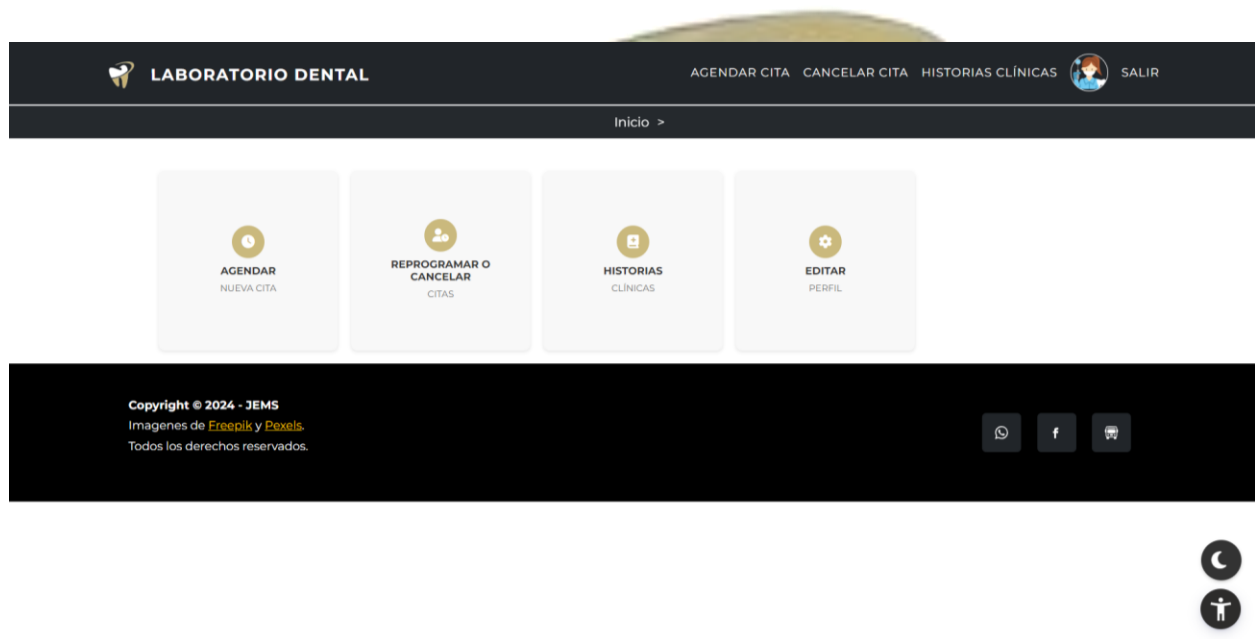 LABORATORIO DENTAL
AGENDAR CITA CANCELAR CITA HISTORIAS CLÍNICAS SALIR
Inicio >
AGENDAR
NUEVA CITA
REPROGRAMAR O
CANCELAR
CITAS
HISTORIAS
CLÍNICAS
EDITAR
PERFIL
Copyright © 2024 - JEMS
Imagenes de Freepik y Pexels.
Todos los derechos reservados.